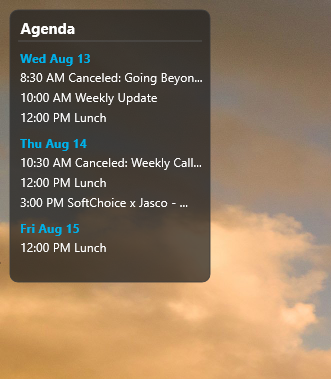 Agenda
Wed Aug 13
8:30 AM Canceled: Going Beyon...
10:00 AM Weekly Update
12:00 PM Lunch
Thu Aug 14
10:30 AM Canceled: Weekly Call...
12:00 PM Lunch
3:00 PM SoftChoice x Jasco - ...
Fri Aug 15
12:00 PM Lunch